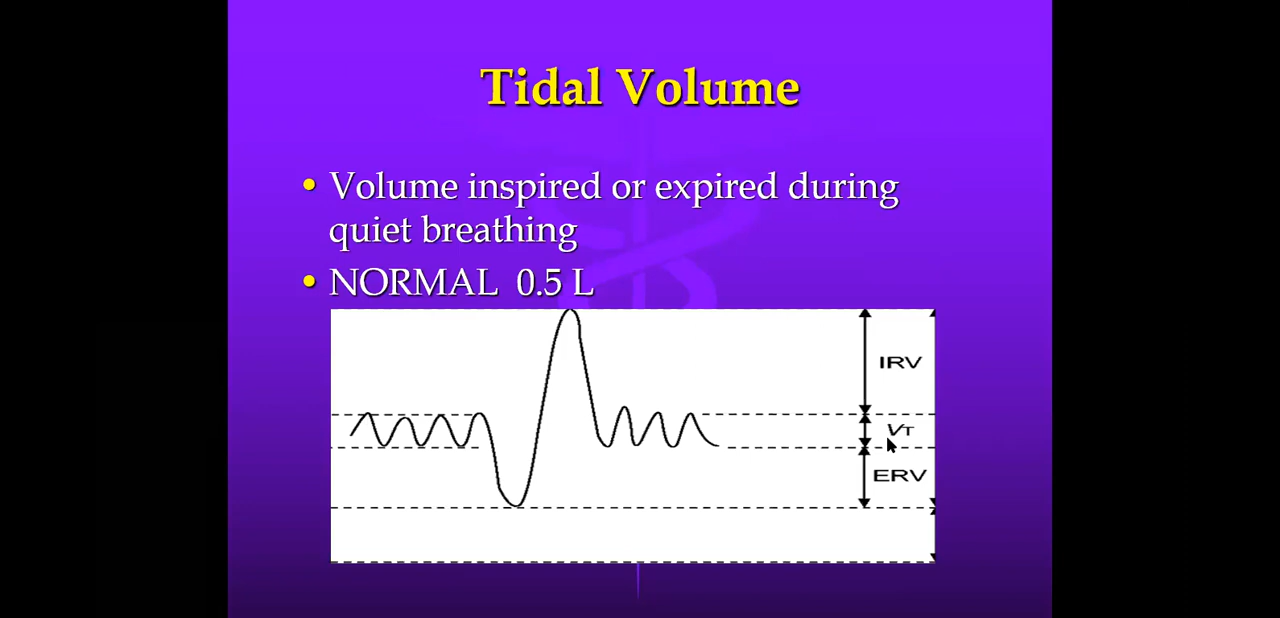 Tidal Volume
• Volume inspired or expired during
quiet breathing
• NORMAL 0.5 L
IRV
VT
ERV